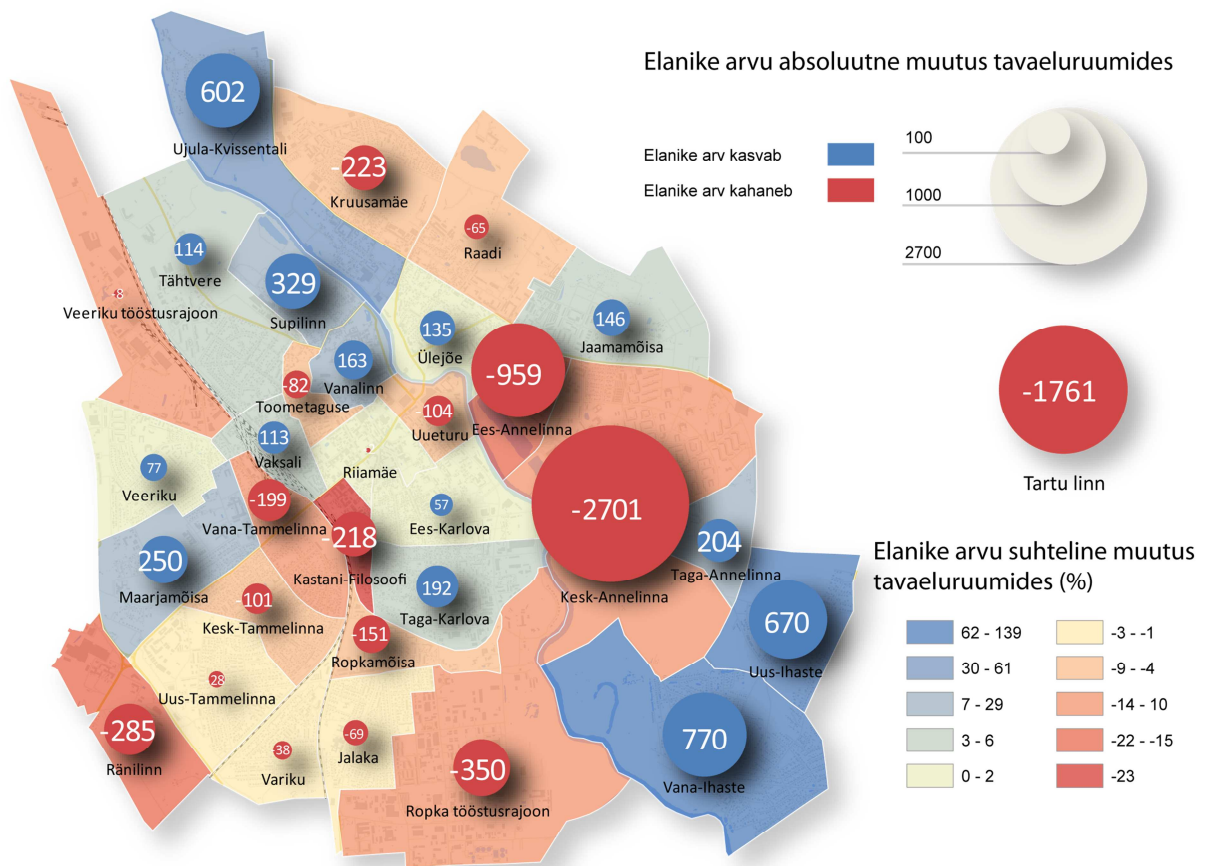 Elanike arvu absoluutne muutus tavaeluruumides
Elanike arv kasvab
Elanike arv kahaneb
100
1000
2700
602
Ujula-Kvissentali
-223
Kruusamäe
-65
Raadi
114
Tähtvere
329
Supilinn
-8
Veeriku tööstusrajoon
135
Ülejõe
146
Jaamamõisa
163
Vanalinn
-82
Toometaguse
-959
Ees-Annelinna
-104
Uueturu
113
Vaksali
Riiamäe
77
Veeriku
-199
Vana-Tammelinna
57
Ees-Karlova
-2701
Kesk-Annelinna
-218
Kastani-Filosoofi
204
Taga-Annelinna
250
Maarjamõisa
192
Taga-Karlova
-101
Kesk-Tammelinna
-151
Ropkamõisa
670
Uus-Ihaste
28
Uus-Tammelinna
-285
Ränilinn
-38
Variku
-69
Jalaka
-350
Ropka tööstusrajoon
770
Vana-Ihaste
-1761
Tartu linn
Elanike arvu suhteline muutus
tavaeluruumides (%)
62 - 139
30 - 61
7 - 29
3 - 6
0 - 2
-3 - -1
-9 - -4
-14 - 10
-22 - -15
-23